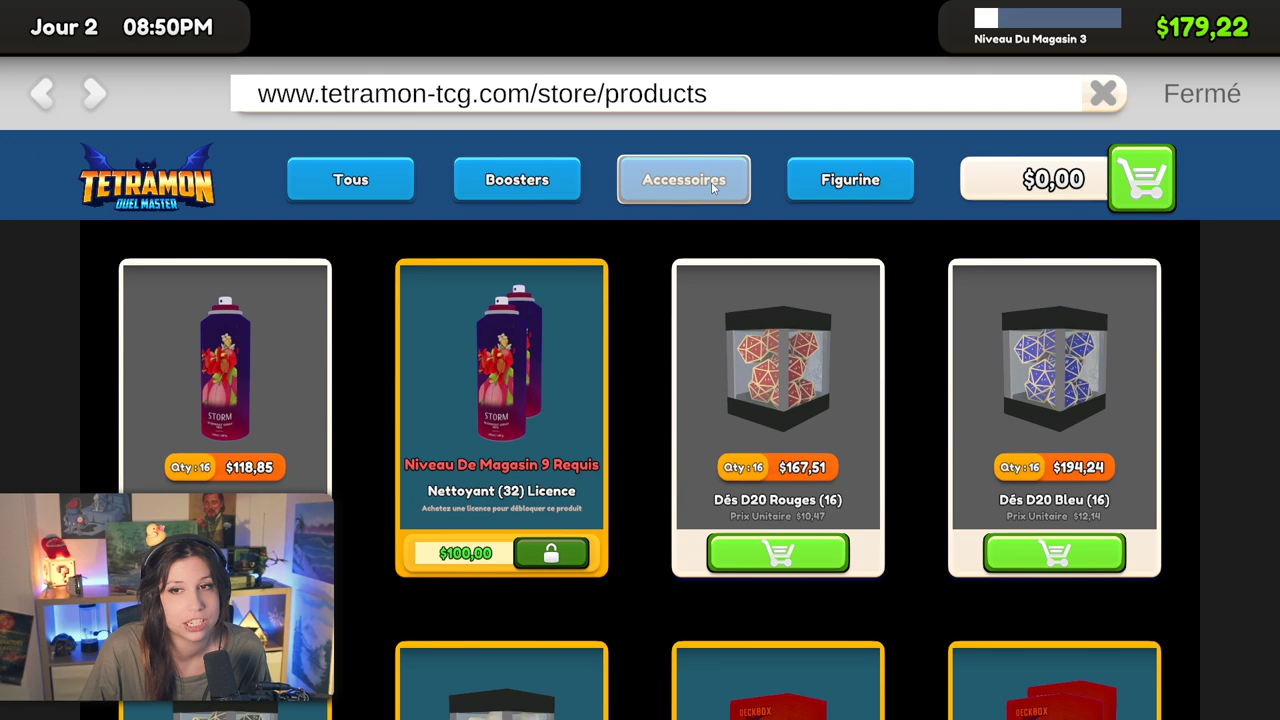 Jour 2 08:50PM
Niveau Du Magasin 3
$179,22
www.tetramon-tcg.com/store/products
Fermé
TETRAMON
DUEL MASTER
Tous
Boosters
Accessoires
Figurine
$0,00
STORM
Qty : 16 $118,85
STORM
Niveau De Magasin 9 Requis
Nettoyant (32) Licence
Achetez une licence pour débloquer ce produit
$100,00
Qty : 16 $167,51
Dés D20 Rouges (16)
Prix Unitaire $10,47
Qty : 16 $194,24
Dés D20 Bleu (16)
Prix Unitaire $12,14
DECKBOX
DECKBOX